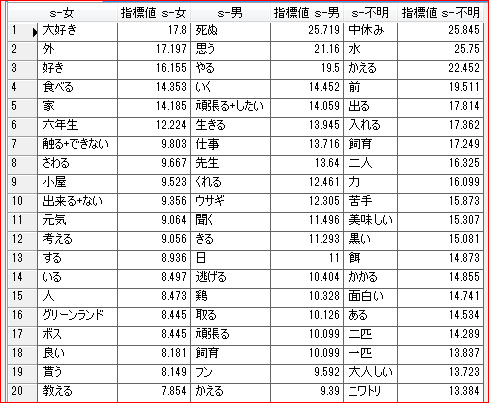 s-女 指標値 s-女 s-男 指標値 s-男 s-不明 指標値 s-不明
1 大好き 17.8 死ぬ 25.719 中休み 25.845
2 外 17.197 思う 21.16 水 25.75
3 好き 16.155 やる 19.5 かえる 22.452
4 食べる 14.353 いく 14.452 前 19.511
5 家 14.185 頑張る+したい 14.059 出る 17.814
6 六年生 12.224 生きる 13.945 入れる 17.362
7 触る+できない 9.803 仕事 13.716 飼育 17.249
8 さわる 9.667 先生 13.64 二人 16.325
9 小屋 9.523 くれる 12.461 力 16.099
10 出来る+ない 9.356 ウサギ 12.305 苦手 15.873
11 元気 9.064 聞く 11.496 美味しい 15.307
12 考える 9.056 きる 11.293 黒い 15.081
13 する 8.936 日 11 餌 14.873
14 いる 8.497 逃げる 10.404 かかる 14.855
15 人 8.473 鶏 10.328 面白い 14.741
16 グリーンランド 8.445 取る 10.126 ある 14.534
17 ボス 8.445 頑張る 10.099 二匹 14.289
18 良い 8.181 飼育 10.099 一匹 13.837
19 貰う 8.149 フン 9.592 大人しい 13.723
20 教える 7.854 かえる 9.39 ニワトリ 13.384